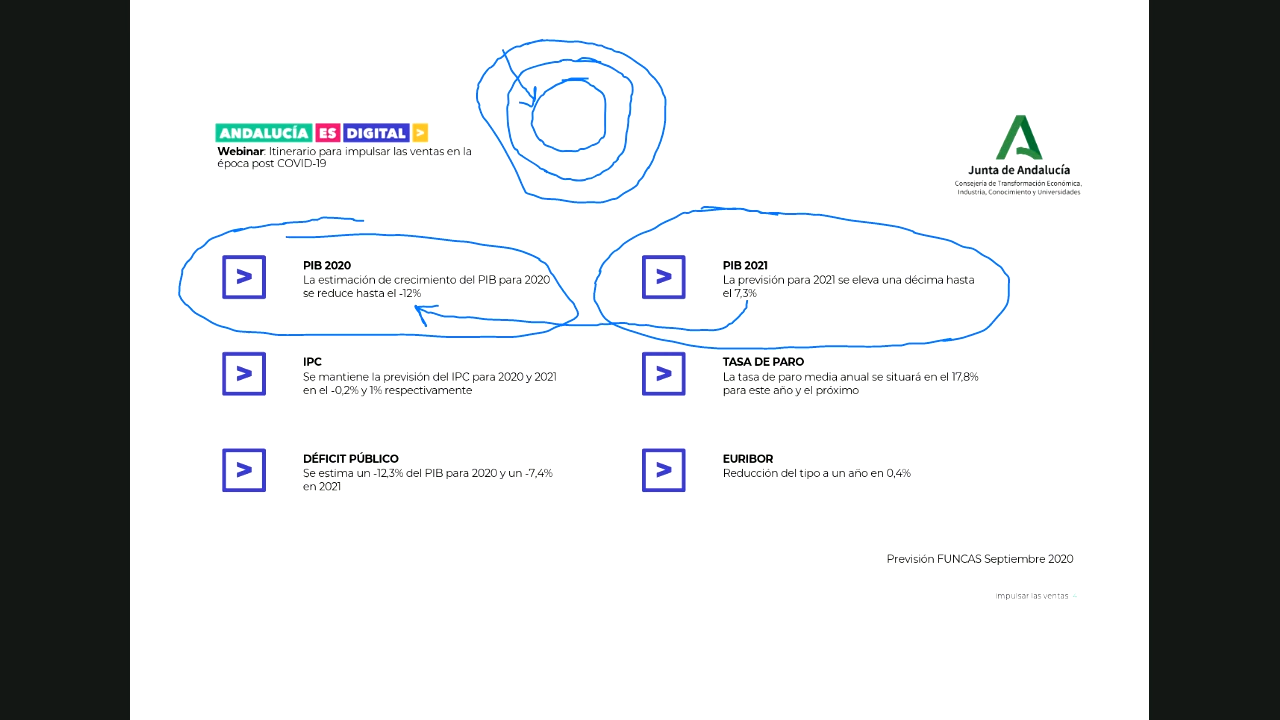 ANDALUCÍA ES DIGITAL >
Webinar: Itinerario para impulsar las ventas en la
época post COVID-19
Junta de Andalucía
Consejería de Transformación Económica,
Industria, Conocimiento y Universidades
> PIB 2020
La estimación de crecimiento del PIB para 2020
se reduce hasta el -12%
> PIB 2021
La previsión para 2021 se eleva una décima hasta
el 7,3%
> IPC
Se mantiene la previsión del IPC para 2020 y 2021
en el -0,2% y 1% respectivamente
> TASA DE PARO
La tasa de paro media anual se situará en el 17,8%
para este año y el próximo
> DÉFICIT PÚBLICO
Se estima un -12,3% del PIB para 2020 y un -7,4%
en 2021
> EURIBOR
Reducción del tipo a un año en 0,4%
Previsión FUNCAS Septiembre 2020
impulsar las ventas